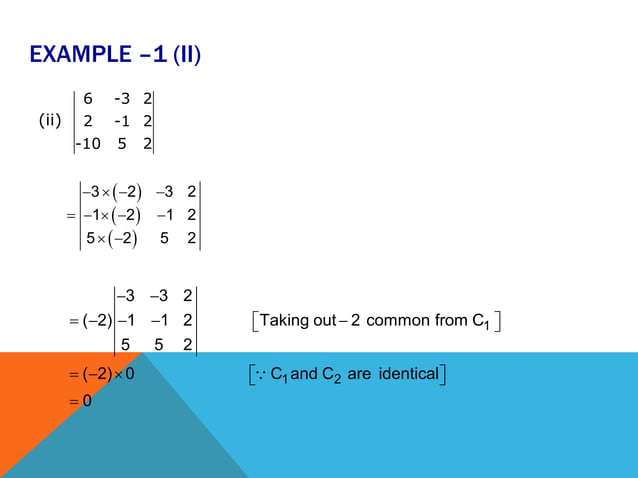 EXAMPLE –1 (II)
6 -3 2
(ii) 2 -1 2
-10 5 2
−3×(−2) −3 2
= −1×(−2) −1 2
5×(−2) 5 2
−3 −3 2
= (−2) −1 −1 2 [Taking out − 2 common from C₁]
5 5 2
= (−2)×0 [∵ C₁and C₂ are identical]
= 0